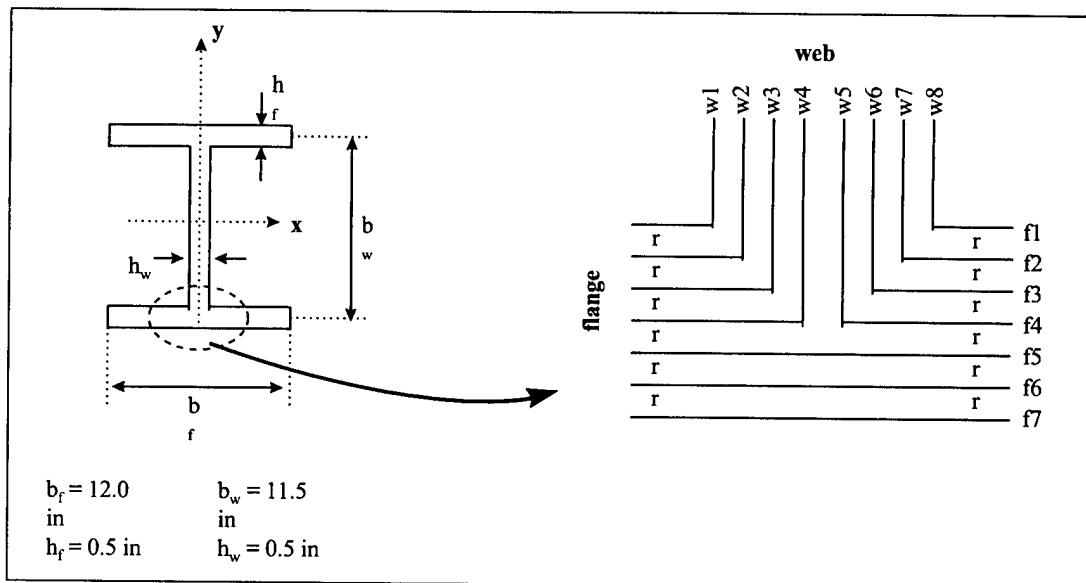 y
h
f
x
b
w
h_w
b
f
b_f = 12.0
in
h_f = 0.5 in
b_w = 11.5
in
h_w = 0.5 in
web
w1 w2 w3 w4 w5 w6 w7 w8
flange
r r f1
r r f2
r r f3
r r f4
r r f5
r r f6
f7